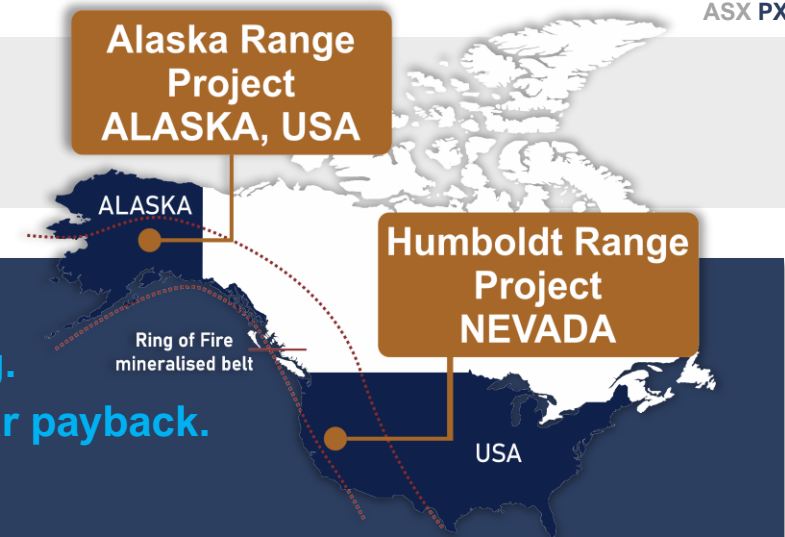 ASX PX
Alaska Range
Project
ALASKA, USA
ALASKA
Humboldt Range
Project
NEVADA
Ring of Fire
mineralised belt
r payback.
USA